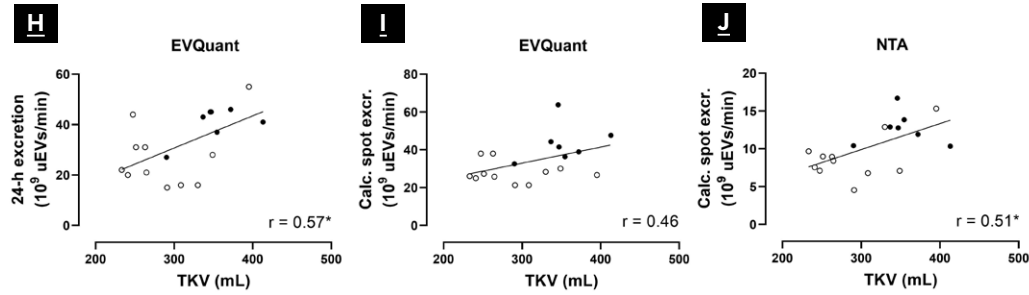 H
EVQuant
24-h excretion
(10⁹ uEVs/min)
60
40
20
0
r = 0.57*
200 300 400 500
TKV (mL)
I
EVQuant
Calc. spot excr.
(10⁹ uEVs/min)
80
60
40
20
0
r = 0.46
200 300 400 500
TKV (mL)
J
NTA
Calc. spot excr.
(10⁹ uEVs/min)
20
15
10
5
0
r = 0.51*
200 300 400 500
TKV (mL)